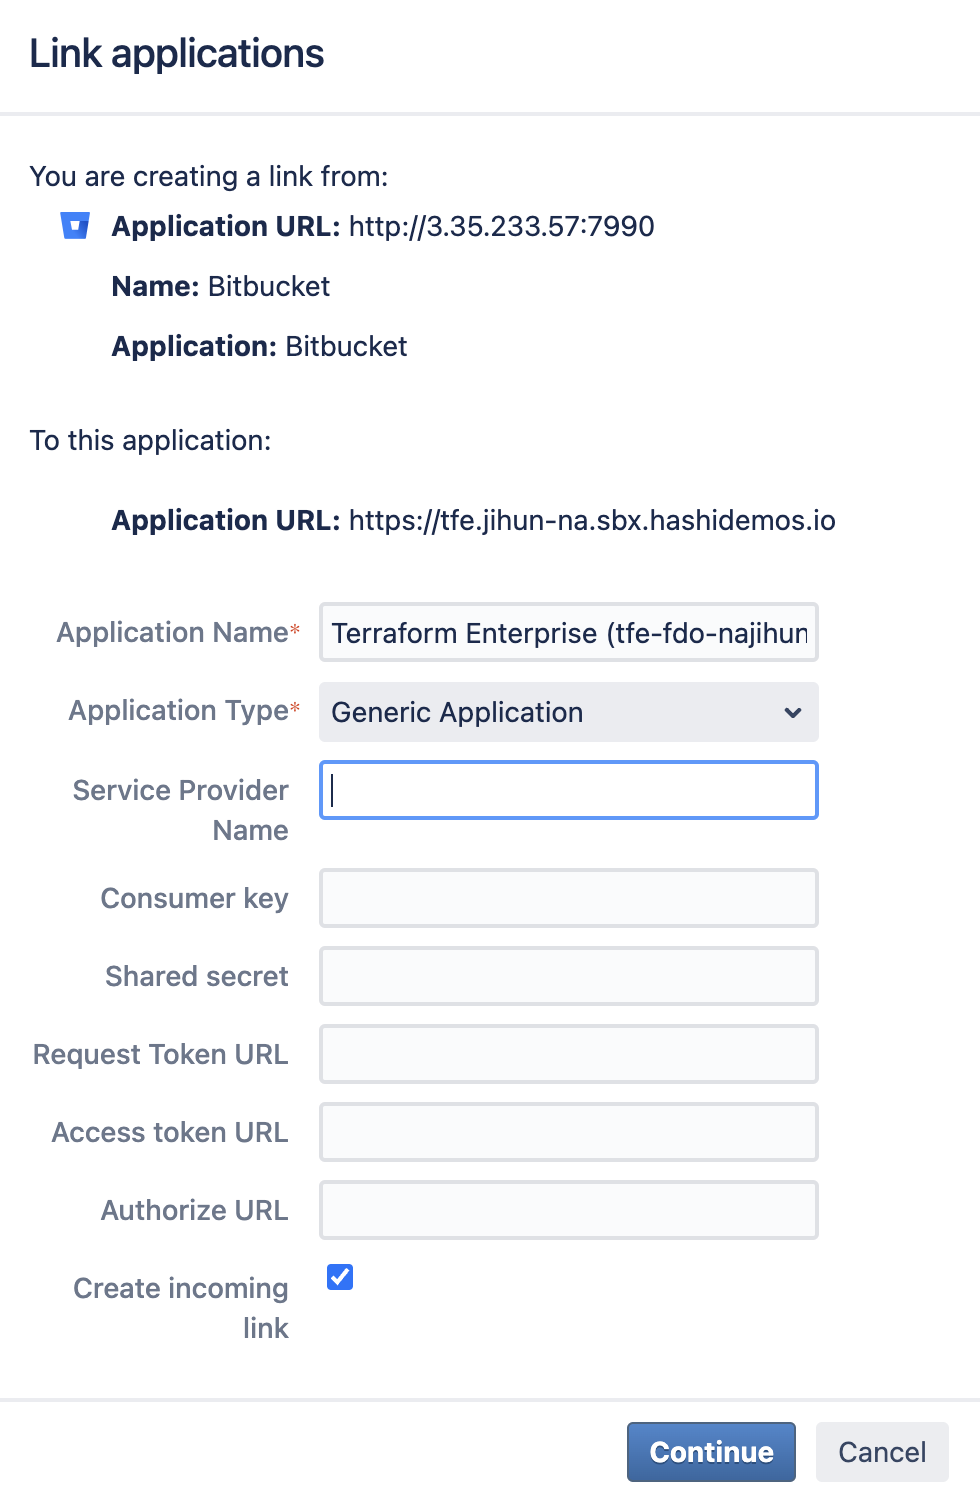 Link applications
You are creating a link from:
Application URL: http://3.35.233.57:7990
Name: Bitbucket
Application: Bitbucket
To this application:
Application URL: https://tfe.jihun-na.sbx.hashidemos.io
Application Name* Terraform Enterprise (tfe-fdo-najihun
Application Type* Generic Application
Service Provider
Name
Consumer key
Shared secret
Request Token URL
Access token URL
Authorize URL
Create incoming
link
Continue Cancel